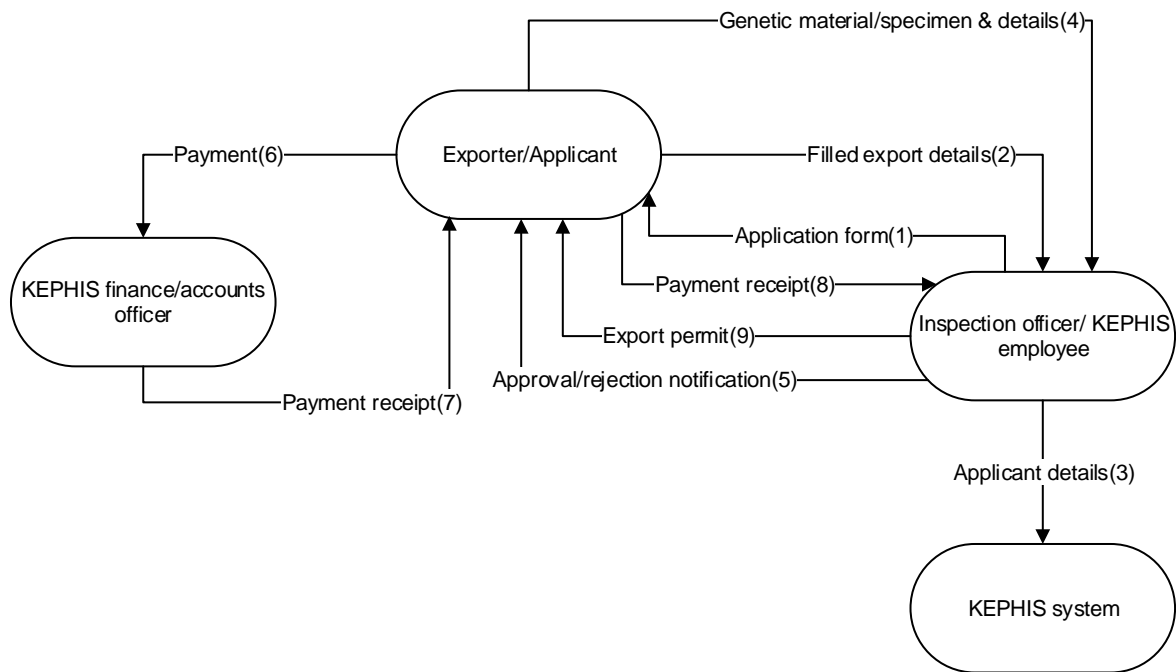 Genetic material/specimen & details(4)
Payment(6)
Exporter/Applicant
Filled export details(2)
Application form(1)
KEPHIS finance/accounts
officer
Payment receipt(8)
Inspection officer/ KEPHIS
employee
Export permit(9)
Approval/rejection notification(5)
Payment receipt(7)
Applicant details(3)
KEPHIS system